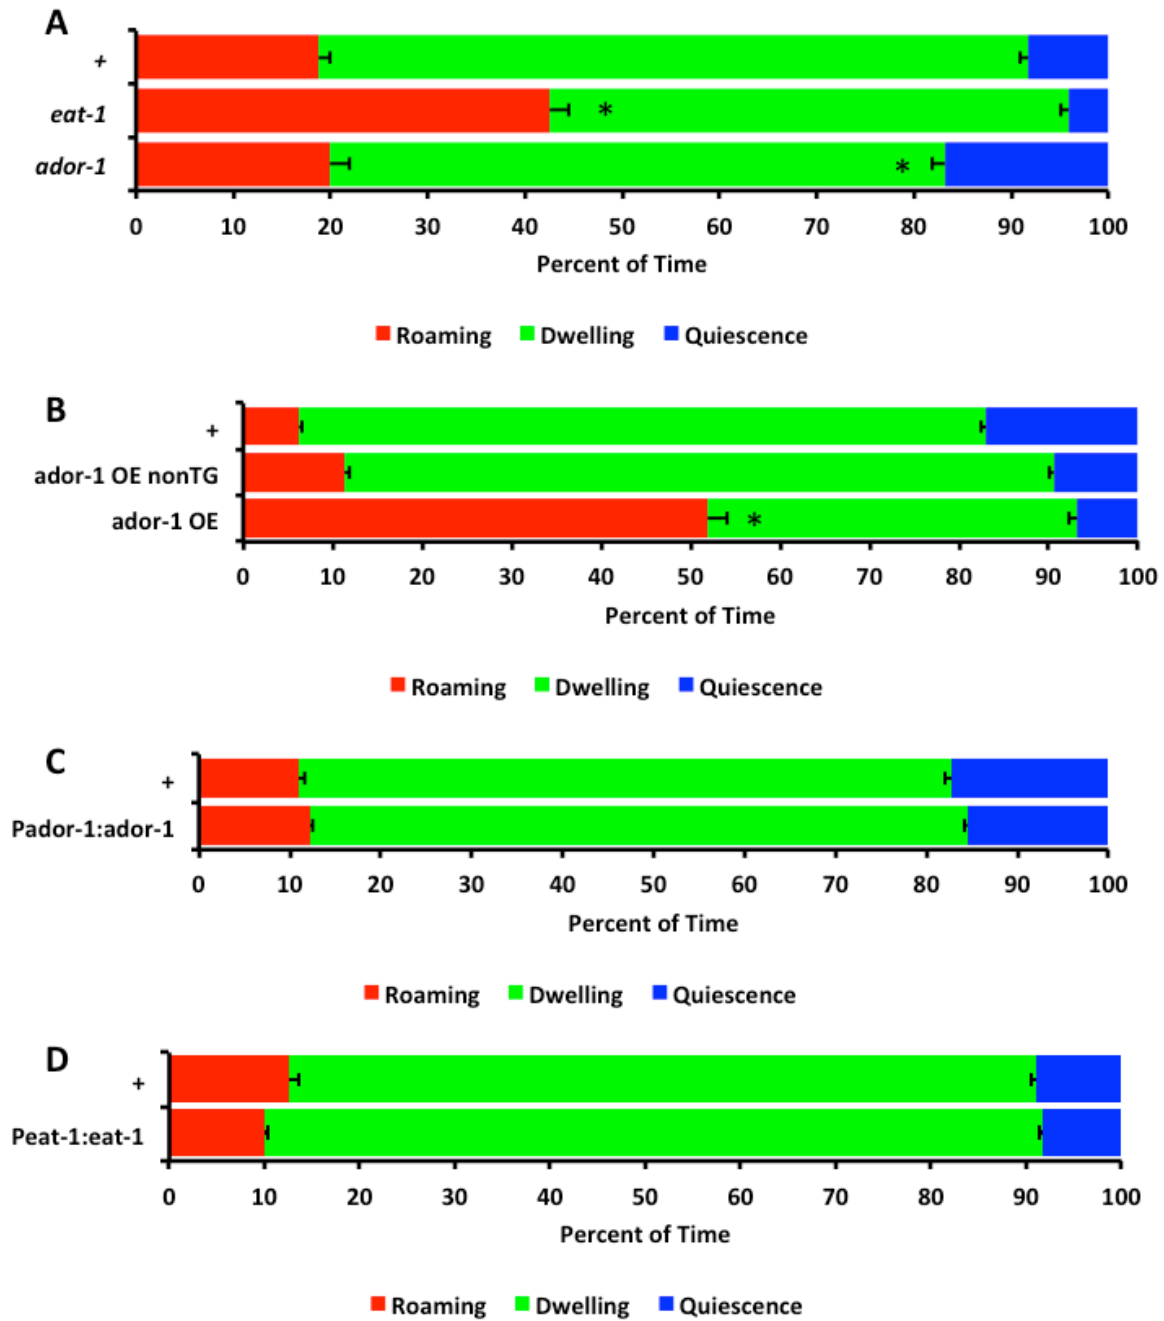 A
+
eat-1
*
ador-1
*
0 10 20 30 40 50 60 70 80 90 100
Percent of Time
Roaming Dwelling Quiescence
B
+
ador-1 OE nonTG
ador-1 OE
*
0 10 20 30 40 50 60 70 80 90 100
Percent of Time
Roaming Dwelling Quiescence
C
+
Pador-1:ador-1
0 10 20 30 40 50 60 70 80 90 100
Percent of Time
Roaming Dwelling Quiescence
D
+
Peat-1:eat-1
0 10 20 30 40 50 60 70 80 90 100
Percent of Time
Roaming Dwelling Quiescence